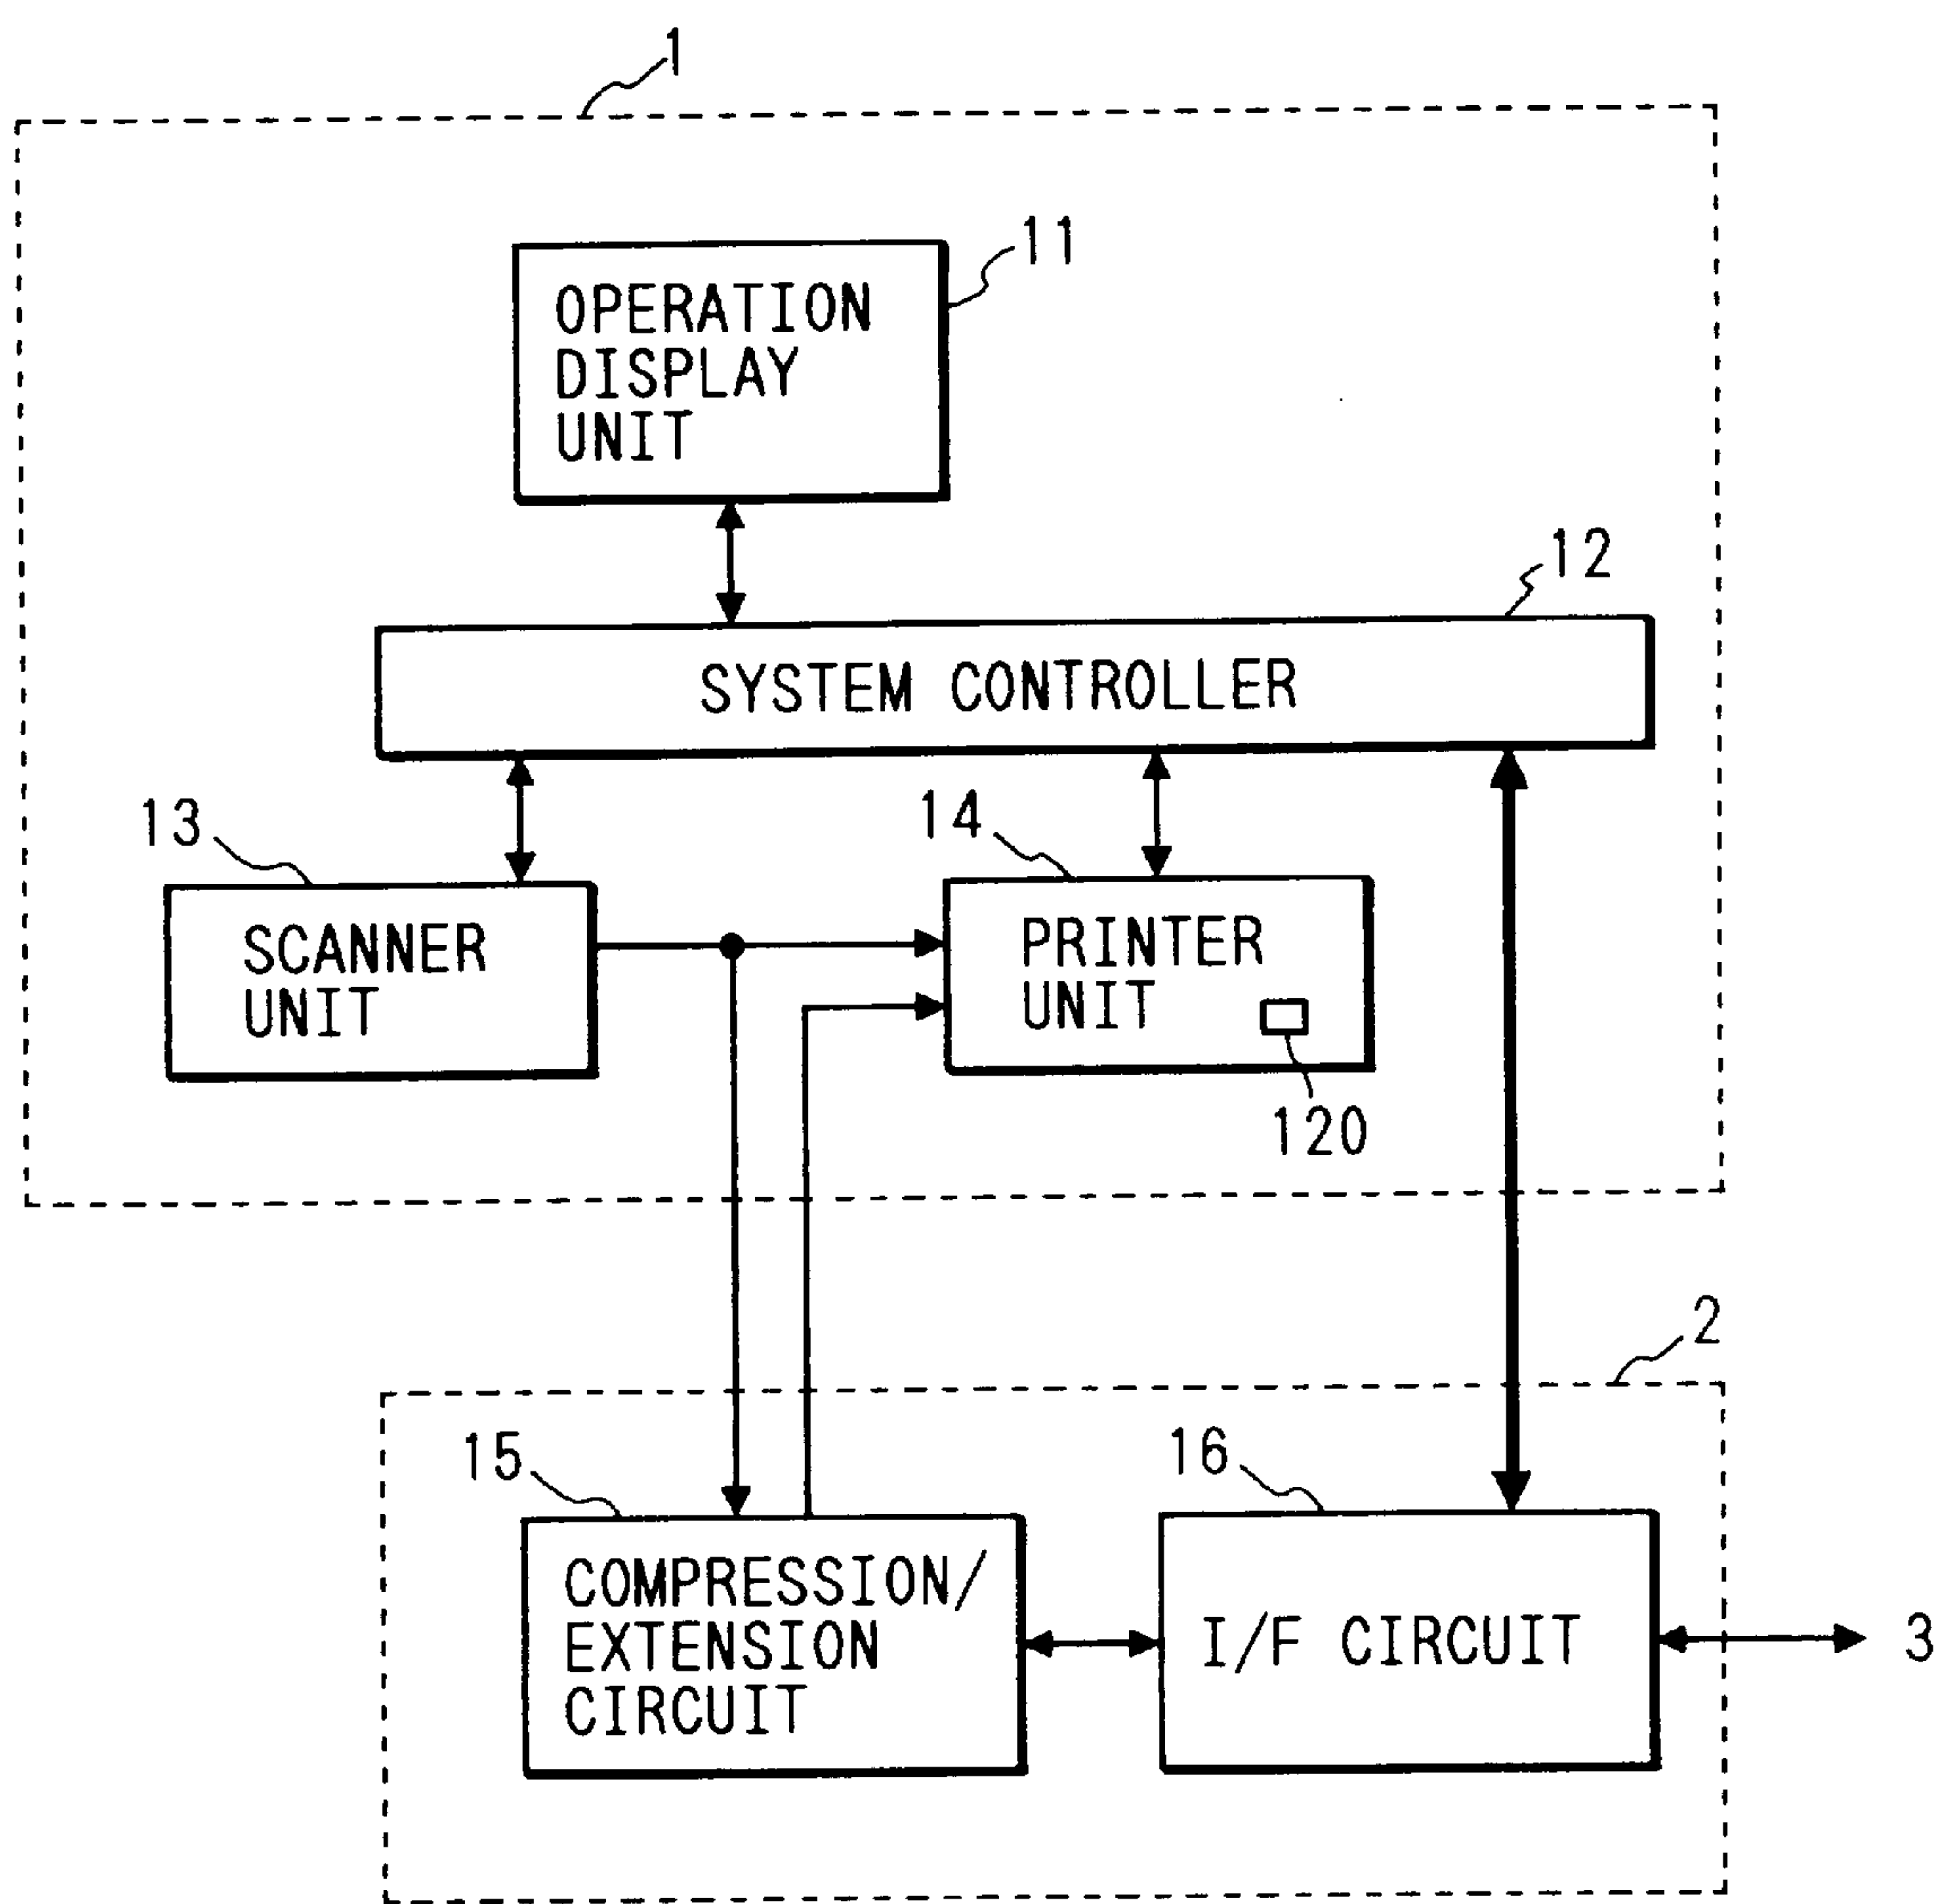 1
11
OPERATION
DISPLAY
UNIT
12
SYSTEM CONTROLLER
13
14
SCANNER
UNIT
PRINTER
UNIT
120
2
15
16
COMPRESSION/
EXTENSION
CIRCUIT
I/F CIRCUIT
3